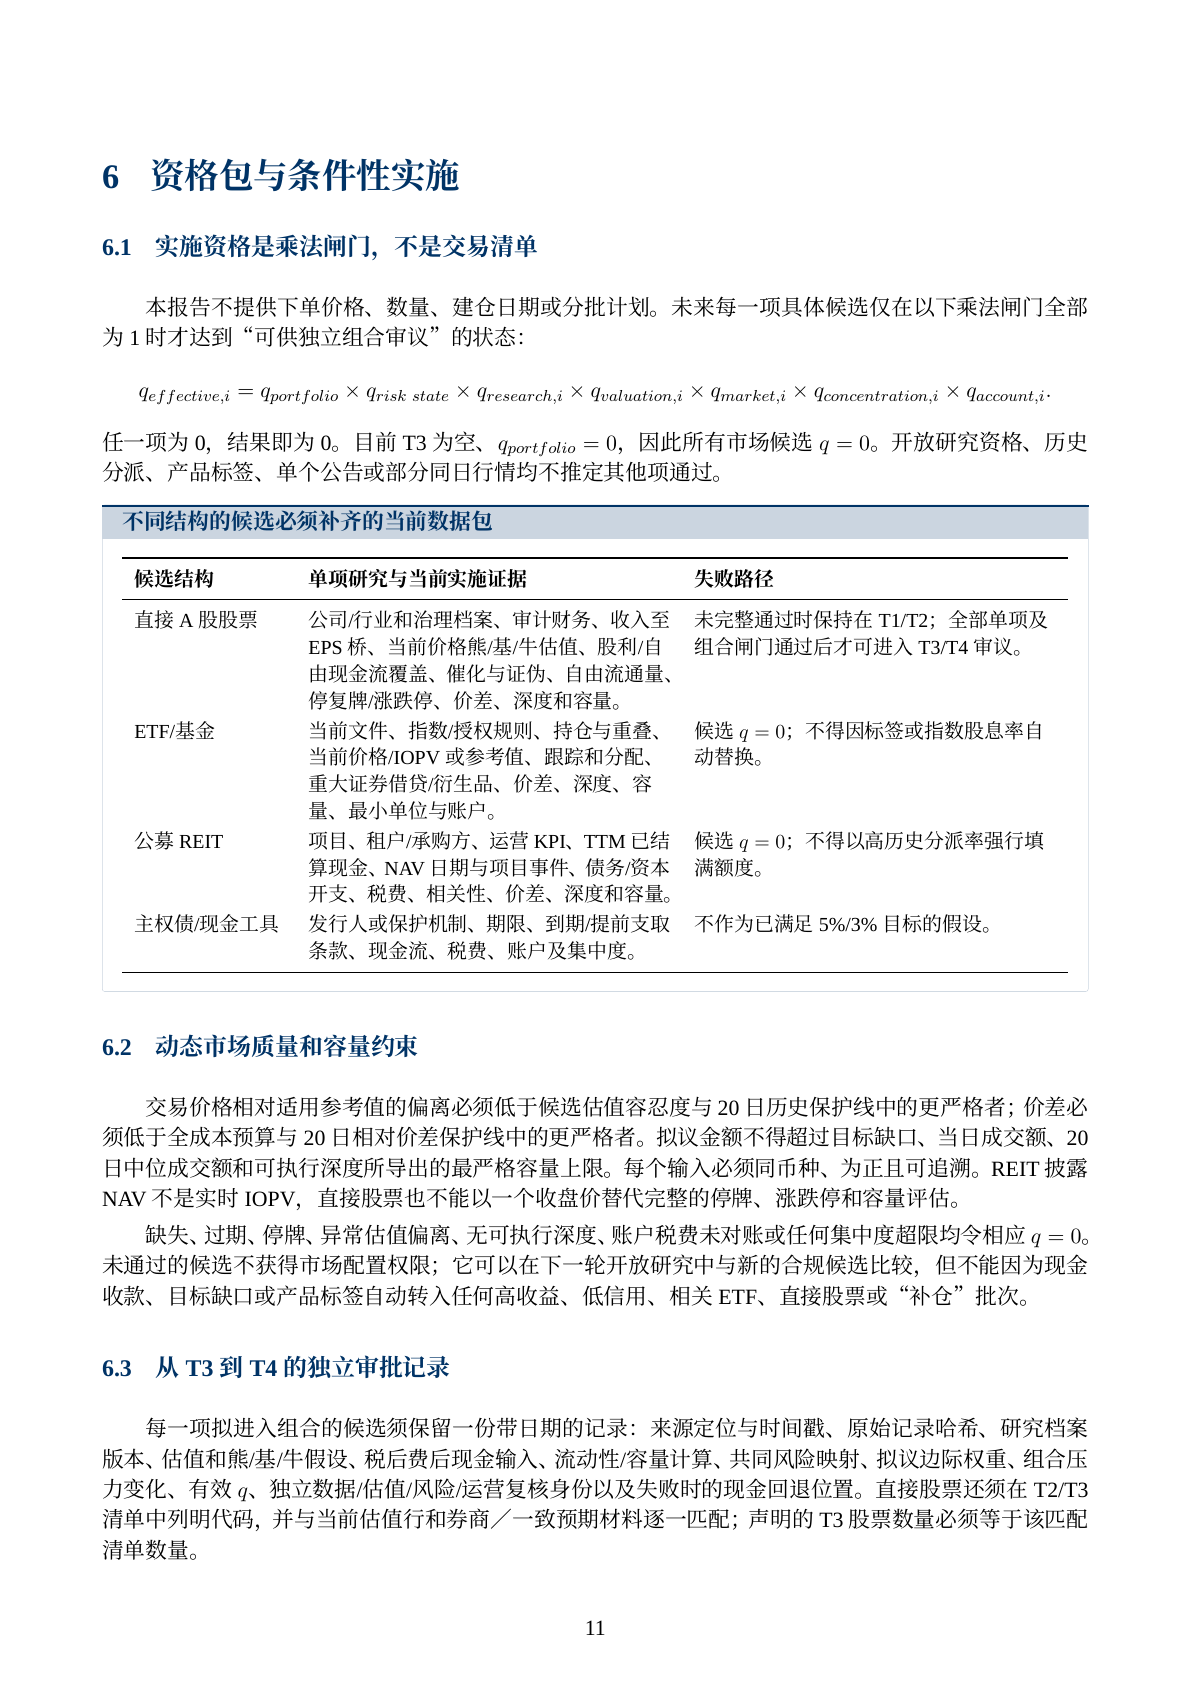 6 资格包与条件性实施
6.1 实施资格是乘法闸门，不是交易清单
本报告不提供下单价格、数量、建仓日期或分批计划。未来每一项具体候选仅在以下乘法闸门全部
为 1 时才达到“可供独立组合审议”的状态：
q_{effective,i} = q_{portfolio} × q_{risk state} × q_{research,i} × q_{valuation,i} × q_{market,i} × q_{concentration,i} × q_{account,i}.
任一项为 0，结果即为 0。目前 T3 为空、q_{portfolio} = 0，因此所有市场候选 q = 0。开放研究资格、历史
分派、产品标签、单个公告或部分同日行情均不推定其他项通过。
不同结构的候选必须补齐的当前数据包
候选结构 单项研究与当前实施证据 失败路径
直接 A 股股票 公司/行业和治理档案、审计财务、收入至 未完整通过时保持在 T1/T2；全部单项及
EPS 桥、当前价格熊/基/牛估值、股利/自 组合闸门通过后才可进入 T3/T4 审议。
由现金流覆盖、催化与证伪、自由流通量、
停复牌/涨跌停、价差、深度和容量。
ETF/基金 当前文件、指数/授权规则、持仓与重叠、 候选 q = 0；不得因标签或指数股息率自
当前价格/IOPV 或参考值、跟踪和分配、 动替换。
重大证券借贷/衍生品、价差、深度、容
量、最小单位与账户。
公募 REIT 项目、租户/承购方、运营 KPI、TTM 已结 候选 q = 0；不得以高历史分派率强行填
算现金、NAV 日期与项目事件、债务/资本 满额度。
开支、税费、相关性、价差、深度和容量。
主权债/现金工具 发行人或保护机制、期限、到期/提前支取 不作为已满足 5%/3% 目标的假设。
条款、现金流、税费、账户及集中度。
6.2 动态市场质量和容量约束
交易价格相对适用参考值的偏离必须低于候选估值容忍度与 20 日历史保护线中的更严格者；价差必
须低于全成本预算与 20 日相对价差保护线中的更严格者。拟议金额不得超过目标缺口、当日成交额、20
日中位成交额和可执行深度所导出的最严格容量上限。每个输入必须同币种、为正且可追溯。REIT 披露
NAV 不是实时 IOPV，直接股票也不能以一个收盘价替代完整的停牌、涨跌停和容量评估。
缺失、过期、停牌、异常估值偏离、无可执行深度、账户税费未对账或任何集中度超限均令相应 q = 0。
未通过的候选不获得市场配置权限；它可以在下一轮开放研究中与新的合规候选比较，但不能因为现金
收款、目标缺口或产品标签自动转入任何高收益、低信用、相关 ETF、直接股票或“补仓”批次。
6.3 从 T3 到 T4 的独立审批记录
每一项拟进入组合的候选须保留一份带日期的记录：来源定位与时间戳、原始记录哈希、研究档案
版本、估值和熊/基/牛假设、税后费后现金输入、流动性/容量计算、共同风险映射、拟议边际权重、组合压
力变化、有效 q、独立数据/估值/风险/运营复核身份以及失败时的现金回退位置。直接股票还须在 T2/T3
清单中列明代码，并与当前估值行和券商／一致预期材料逐一匹配；声明的 T3 股票数量必须等于该匹配
清单数量。
11